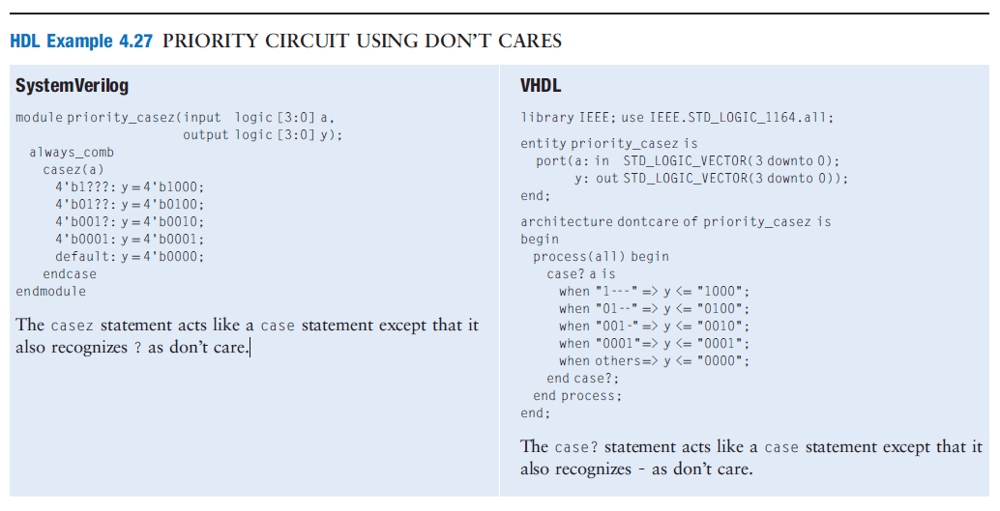 HDL Example 4.27 PRIORITY CIRCUIT USING DON'T CARES
SystemVerilog
module priority_casez(input logic [3:0] a,
output logic [3:0] y);
always_comb
casez(a)
4'b1???: y = 4'b1000;
4'b01??: y = 4'b0100;
4'b001?: y = 4'b0010;
4'b0001: y = 4'b0001;
default: y = 4'b0000;
endcase
endmodule
The casez statement acts like a case statement except that it
also recognizes ? as don't care.
VHDL
library IEEE; use IEEE.STD_LOGIC_1164.all;
entity priority_casez is
port(a: in STD_LOGIC_VECTOR(3 downto 0);
y: out STD_LOGIC_VECTOR(3 downto 0));
end;
architecture dontcare of priority_casez is
begin
process(all) begin
case? a is
when "1---" => y <= "1000";
when "01--" => y <= "0100";
when "001-" => y <= "0010";
when "0001" => y <= "0001";
when others => y <= "0000";
end case?;
end process;
end;
The case? statement acts like a case statement except that it
also recognizes - as don't care.